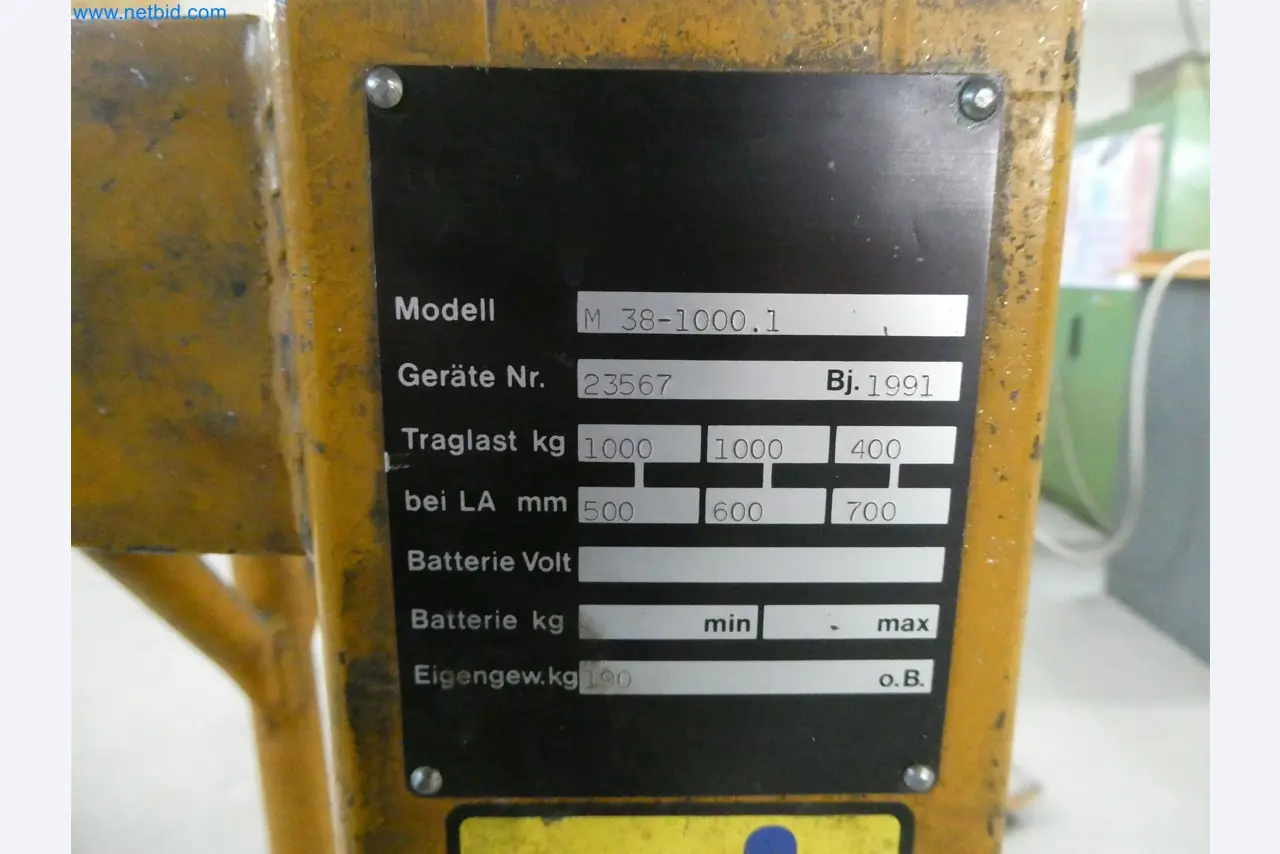 www.netbid.com
Modell M 38-1000.1
Geräte Nr. 23567 Bj. 1991
Traglast kg 1000 1000 400
bei LA mm 500 600 700
Batterie Volt
Batterie kg min max
Eigengew.kg 190 o.B.